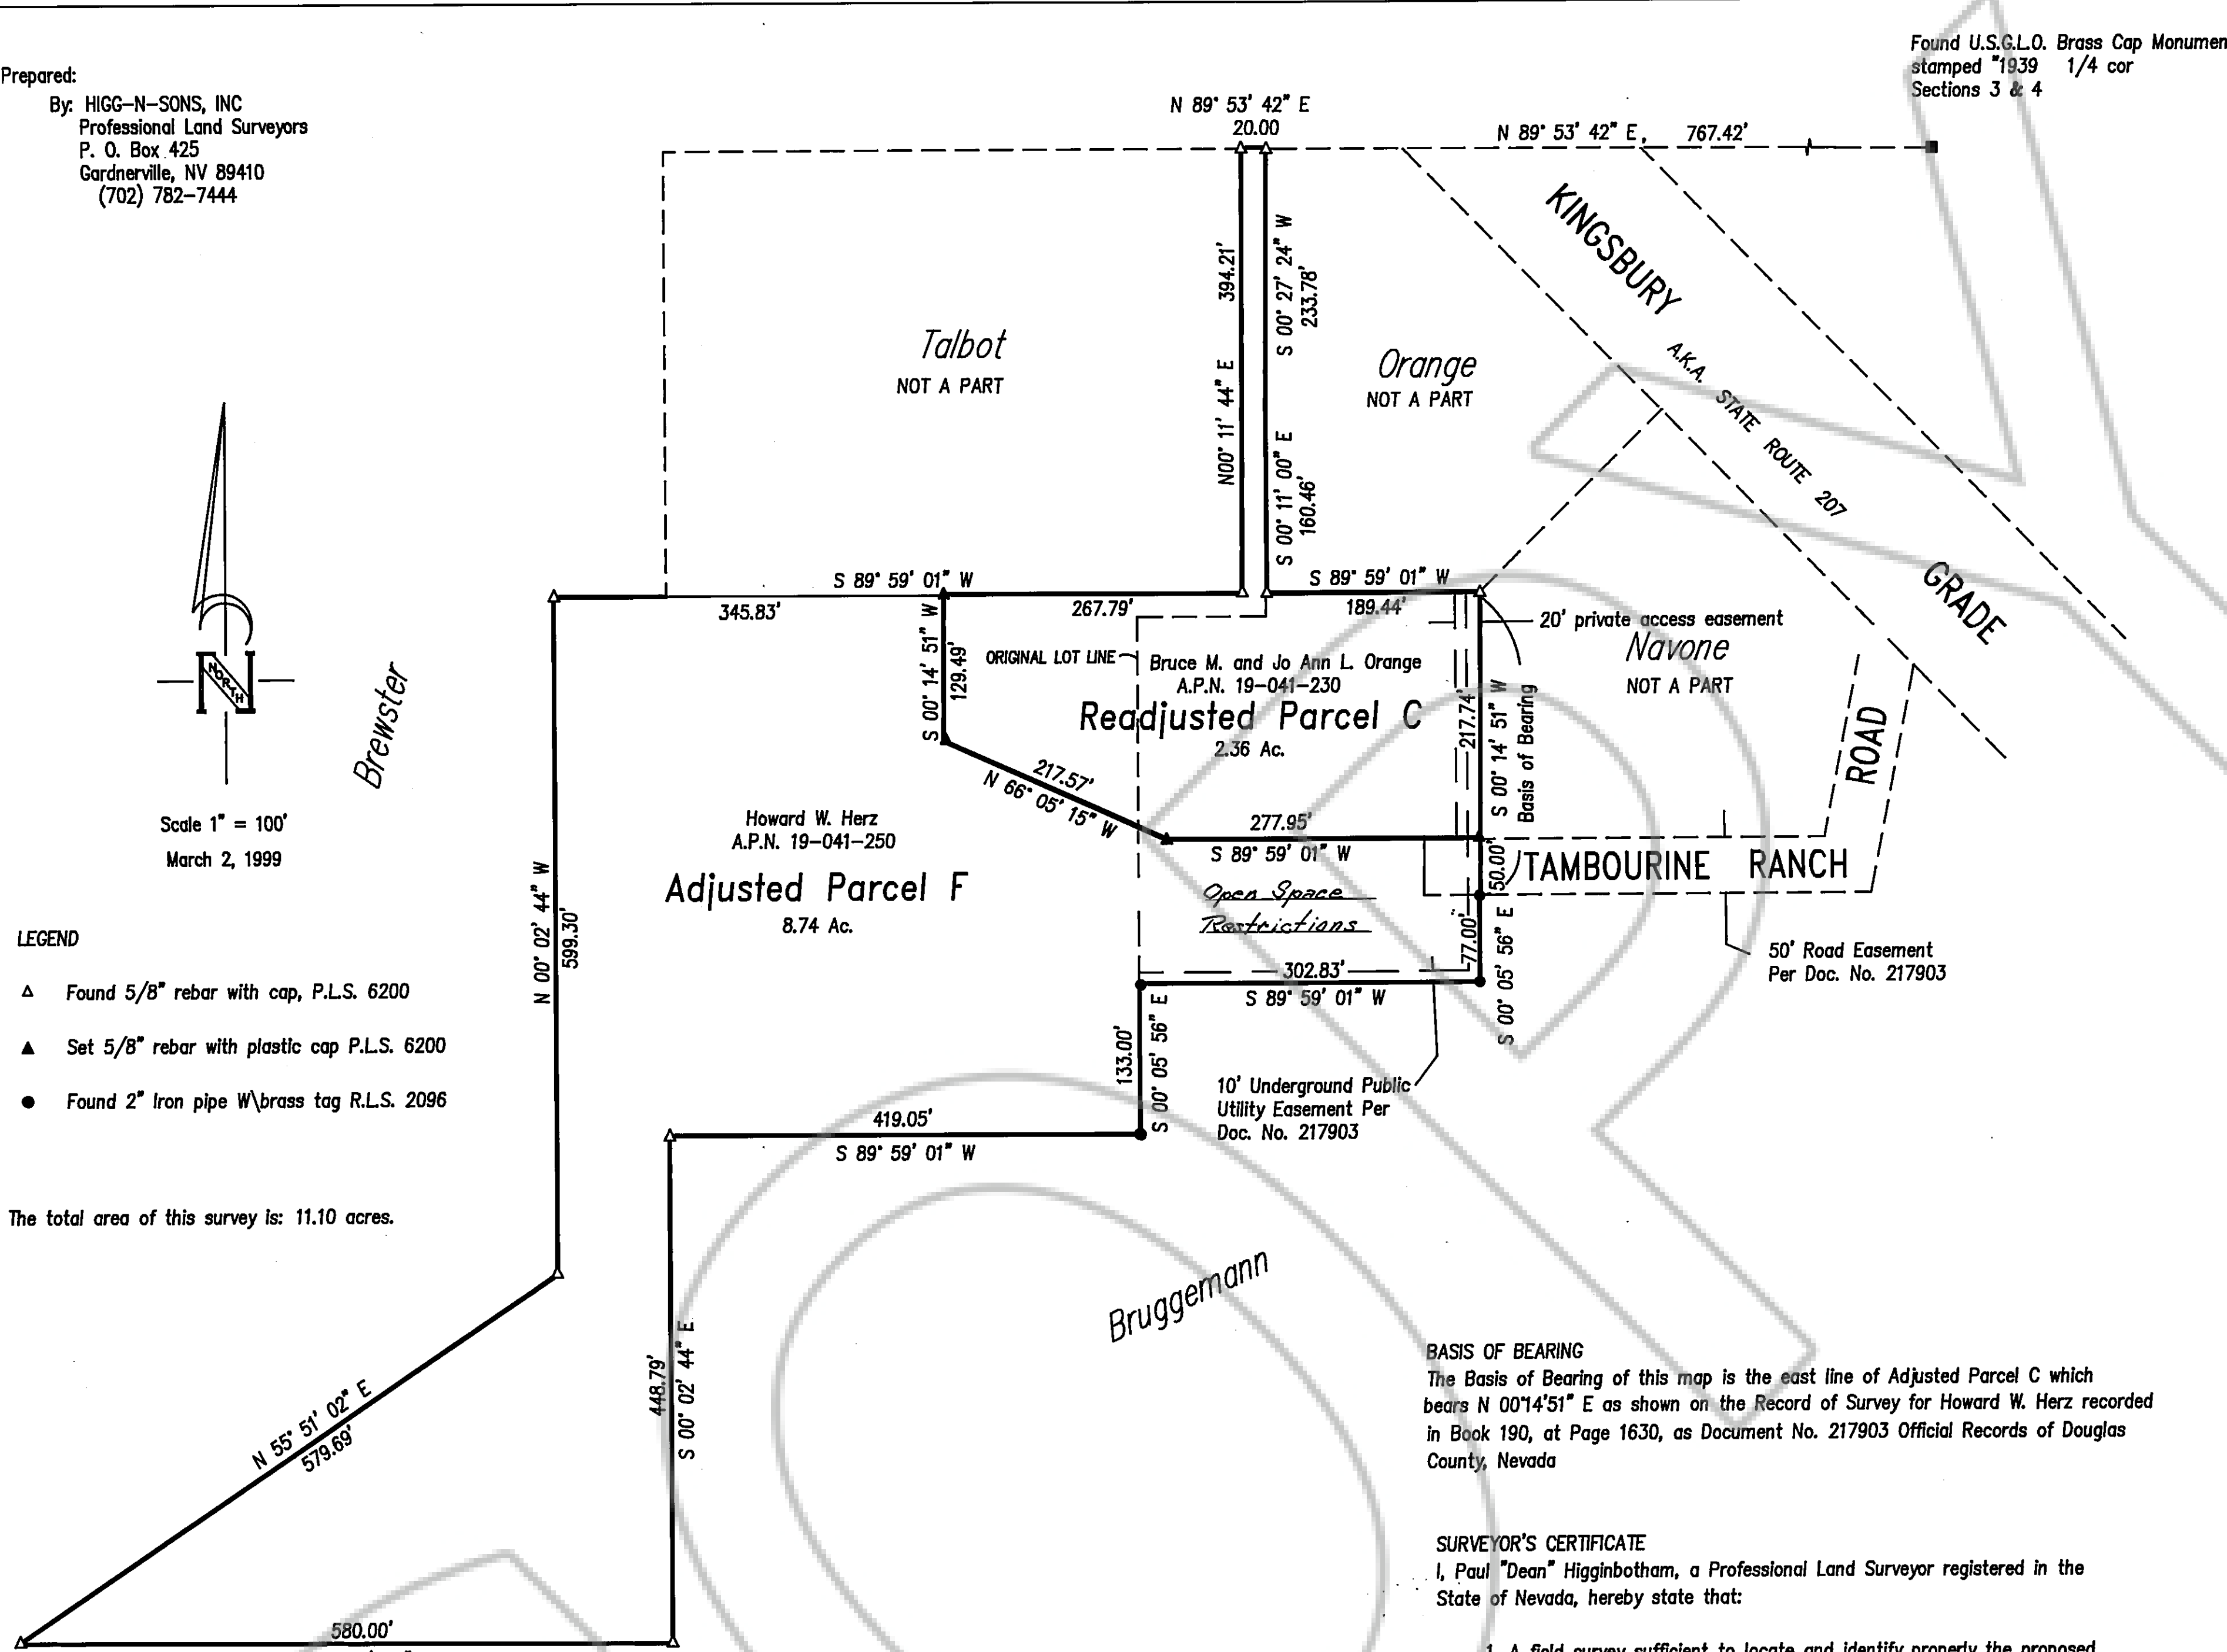 Found U.S.G.L.O. Brass Cap Monumen
stamped "1939 1/4 cor
Sections 3 & 4
Prepared:
By: HIGG-N-SONS, INC
Professional Land Surveyors
P. O. Box 425
Gardnerville, NV 89410
(702) 782-7444
N 89° 53' 42" E
20.00
N 89° 53' 42" E, 767.42'
KINGSBURY
A.K.A. STATE ROUTE 207
GRADE
394.21'
N00° 11' 44" E
S 00° 27' 24" W
233.78'
S 00° 11' 00" E
160.46'
Talbot
NOT A PART
Orange
NOT A PART
NORTH
N
Scale 1" = 100'
March 2, 1999
Brewster
S 89° 59' 01" W
345.83'
267.79'
S 89° 59' 01" W
189.44'
S 00° 14' 51" W
129.49'
ORIGINAL LOT LINE
Bruce M. and Jo Ann L. Orange
A.P.N. 19-041-230
Readjusted Parcel C
2.36 Ac.
20' private access easement
Navone
NOT A PART
217.74'
S 00° 14' 51" W
Basis of Bearing
217.57'
N 66° 05' 15" W
277.95'
S 89° 59' 01" W
Howard W. Herz
A.P.N. 19-041-250
Adjusted Parcel F
8.74 Ac.
Open Space
Restrictions
50.00'
TAMBOURINE RANCH
ROAD
77.00'
S 00° 05' 56" E
50' Road Easement
Per Doc. No. 217903
N 00° 02' 44" W
599.30'
302.83'
S 89° 59' 01" W
133.00'
S 00° 05' 56" E
10' Underground Public
Utility Easement Per
Doc. No. 217903
419.05'
S 89° 59' 01" W
LEGEND
Found 5/8" rebar with cap, P.L.S. 6200
Set 5/8" rebar with plastic cap P.L.S. 6200
Found 2" Iron pipe W\brass tag R.L.S. 2096
The total area of this survey is: 11.10 acres.
448.79'
S 00° 02' 44" E
N 55° 51' 02" E
579.69'
580.00'
Bruggemann
BASIS OF BEARING
The Basis of Bearing of this map is the east line of Adjusted Parcel C which
bears N 00°14'51" E as shown on the Record of Survey for Howard W. Herz recorded
in Book 190, at Page 1630, as Document No. 217903 Official Records of Douglas
County, Nevada
SURVEYOR'S CERTIFICATE
I, Paul "Dean" Higginbotham, a Professional Land Surveyor registered in the
State of Nevada, hereby state that:
1. A field survey sufficient to locate and identify properly the proposed